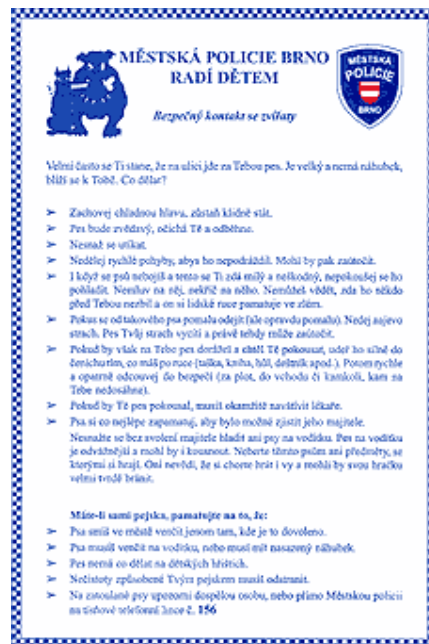 MĚSTSKÁ POLICIE BRNO
RADÍ DĚTEM
MĚSTSKÁ
POLICIE
BRNO
Bezpečný kontakt se zvířaty
Velmi často se Ti stane, že na ulici jde za Tebou pes. Je velký a nemá náhubek,
blíží se k Tobě. Co dělat?
➢ Zachovej chladnou hlavu, zůstaň klidně stát.
➢ Pes bude zvědavý, očichá Tě a odběhne.
➢ Nesnaž se utíkat.
➢ Nedělej rychlé pohyby, abys ho nepodráždil. Mohl by pak zaútočit.
➢ I když se psů nebojíš a tento se Ti zdá milý a neškodný, nepokoušej se ho
pohladit. Nemluv na něj, nekřič na něho. Nemůžeš vědět, zda ho někdo
před Tebou nezbil a on si lidské ruce pamatuje ve zlém.
➢ Pokus se od takového psa pomalu odejít (ale opravdu pomalu). Nedej najevo
strach. Pes Tvůj strach vycítí a právě tehdy může zaútočit.
➢ Pokud by však na Tebe pes dorážel a chtěl Tě pokousat, udeř ho silně do
čenichu tím, co máš po ruce (taška, kniha, hůl, deštník apod.). Potom rychle
a opatrně odcouvej do bezpečí (za plot, do vchodu či kamkoli, kam na
Tebe nedosáhne).
➢ Pokud by Tě pes pokousal, musíš okamžitě navštívit lékaře.
➢ Psa si co nejlépe zapamatuj, aby bylo možné zjistit jeho majitele.
Nesnažte se bez svolení majitele hladit ani psy na vodítku. Pes na vodítku
je odvážnější a mohl by i kousnout. Neberte těmto psům ani předměty, se
kterými si hrají. Oni nevědí, že si chcete hrát i vy a mohli by svou hračku
velmi tvrdě bránit.
Máte-li sami pejska, pamatujte na to, že:
➢ Psa smíš ve městě venčit jenom tam, kde je to dovoleno.
➢ Psa musíš venčit na vodítku, nebo musí mít nasazený náhubek.
➢ Pes nemá co dělat na dětských hřištích.
➢ Nečistoty způsobené Tvým pejskem musíš odstranit.
➢ Na zatoulané psy upozorni dospělou osobu, nebo přímo Městskou policii
na tísňové telefonní lince č. 156